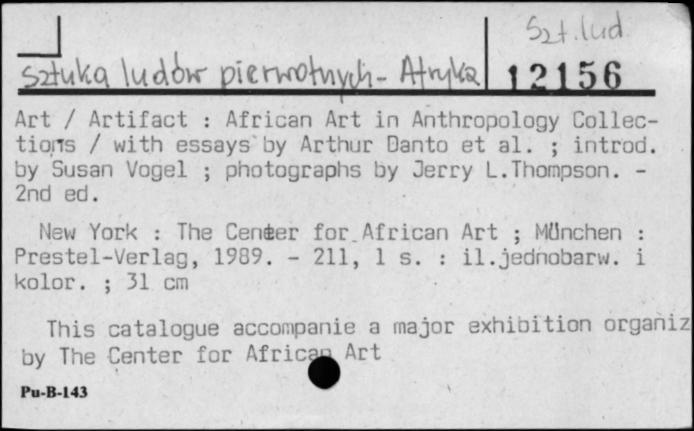 Szt. lud.
sztuka ludów pierwotnych - Afryka
12156
Art / Artifact : African Art in Anthropology Collec-
tions / with essays by Arthur Danto et al. ; introd.
by Susan Vogel ; photographs by Jerry L.Thompson. -
2nd ed.
New York : The Center for African Art ; München :
Prestel-Verlag, 1989. - 211, 1 s. : il.jednobarw. i
kolor. ; 31 cm
This catalogue accompanie a major exhibition organiz
by The Center for African Art
Pu-B-143